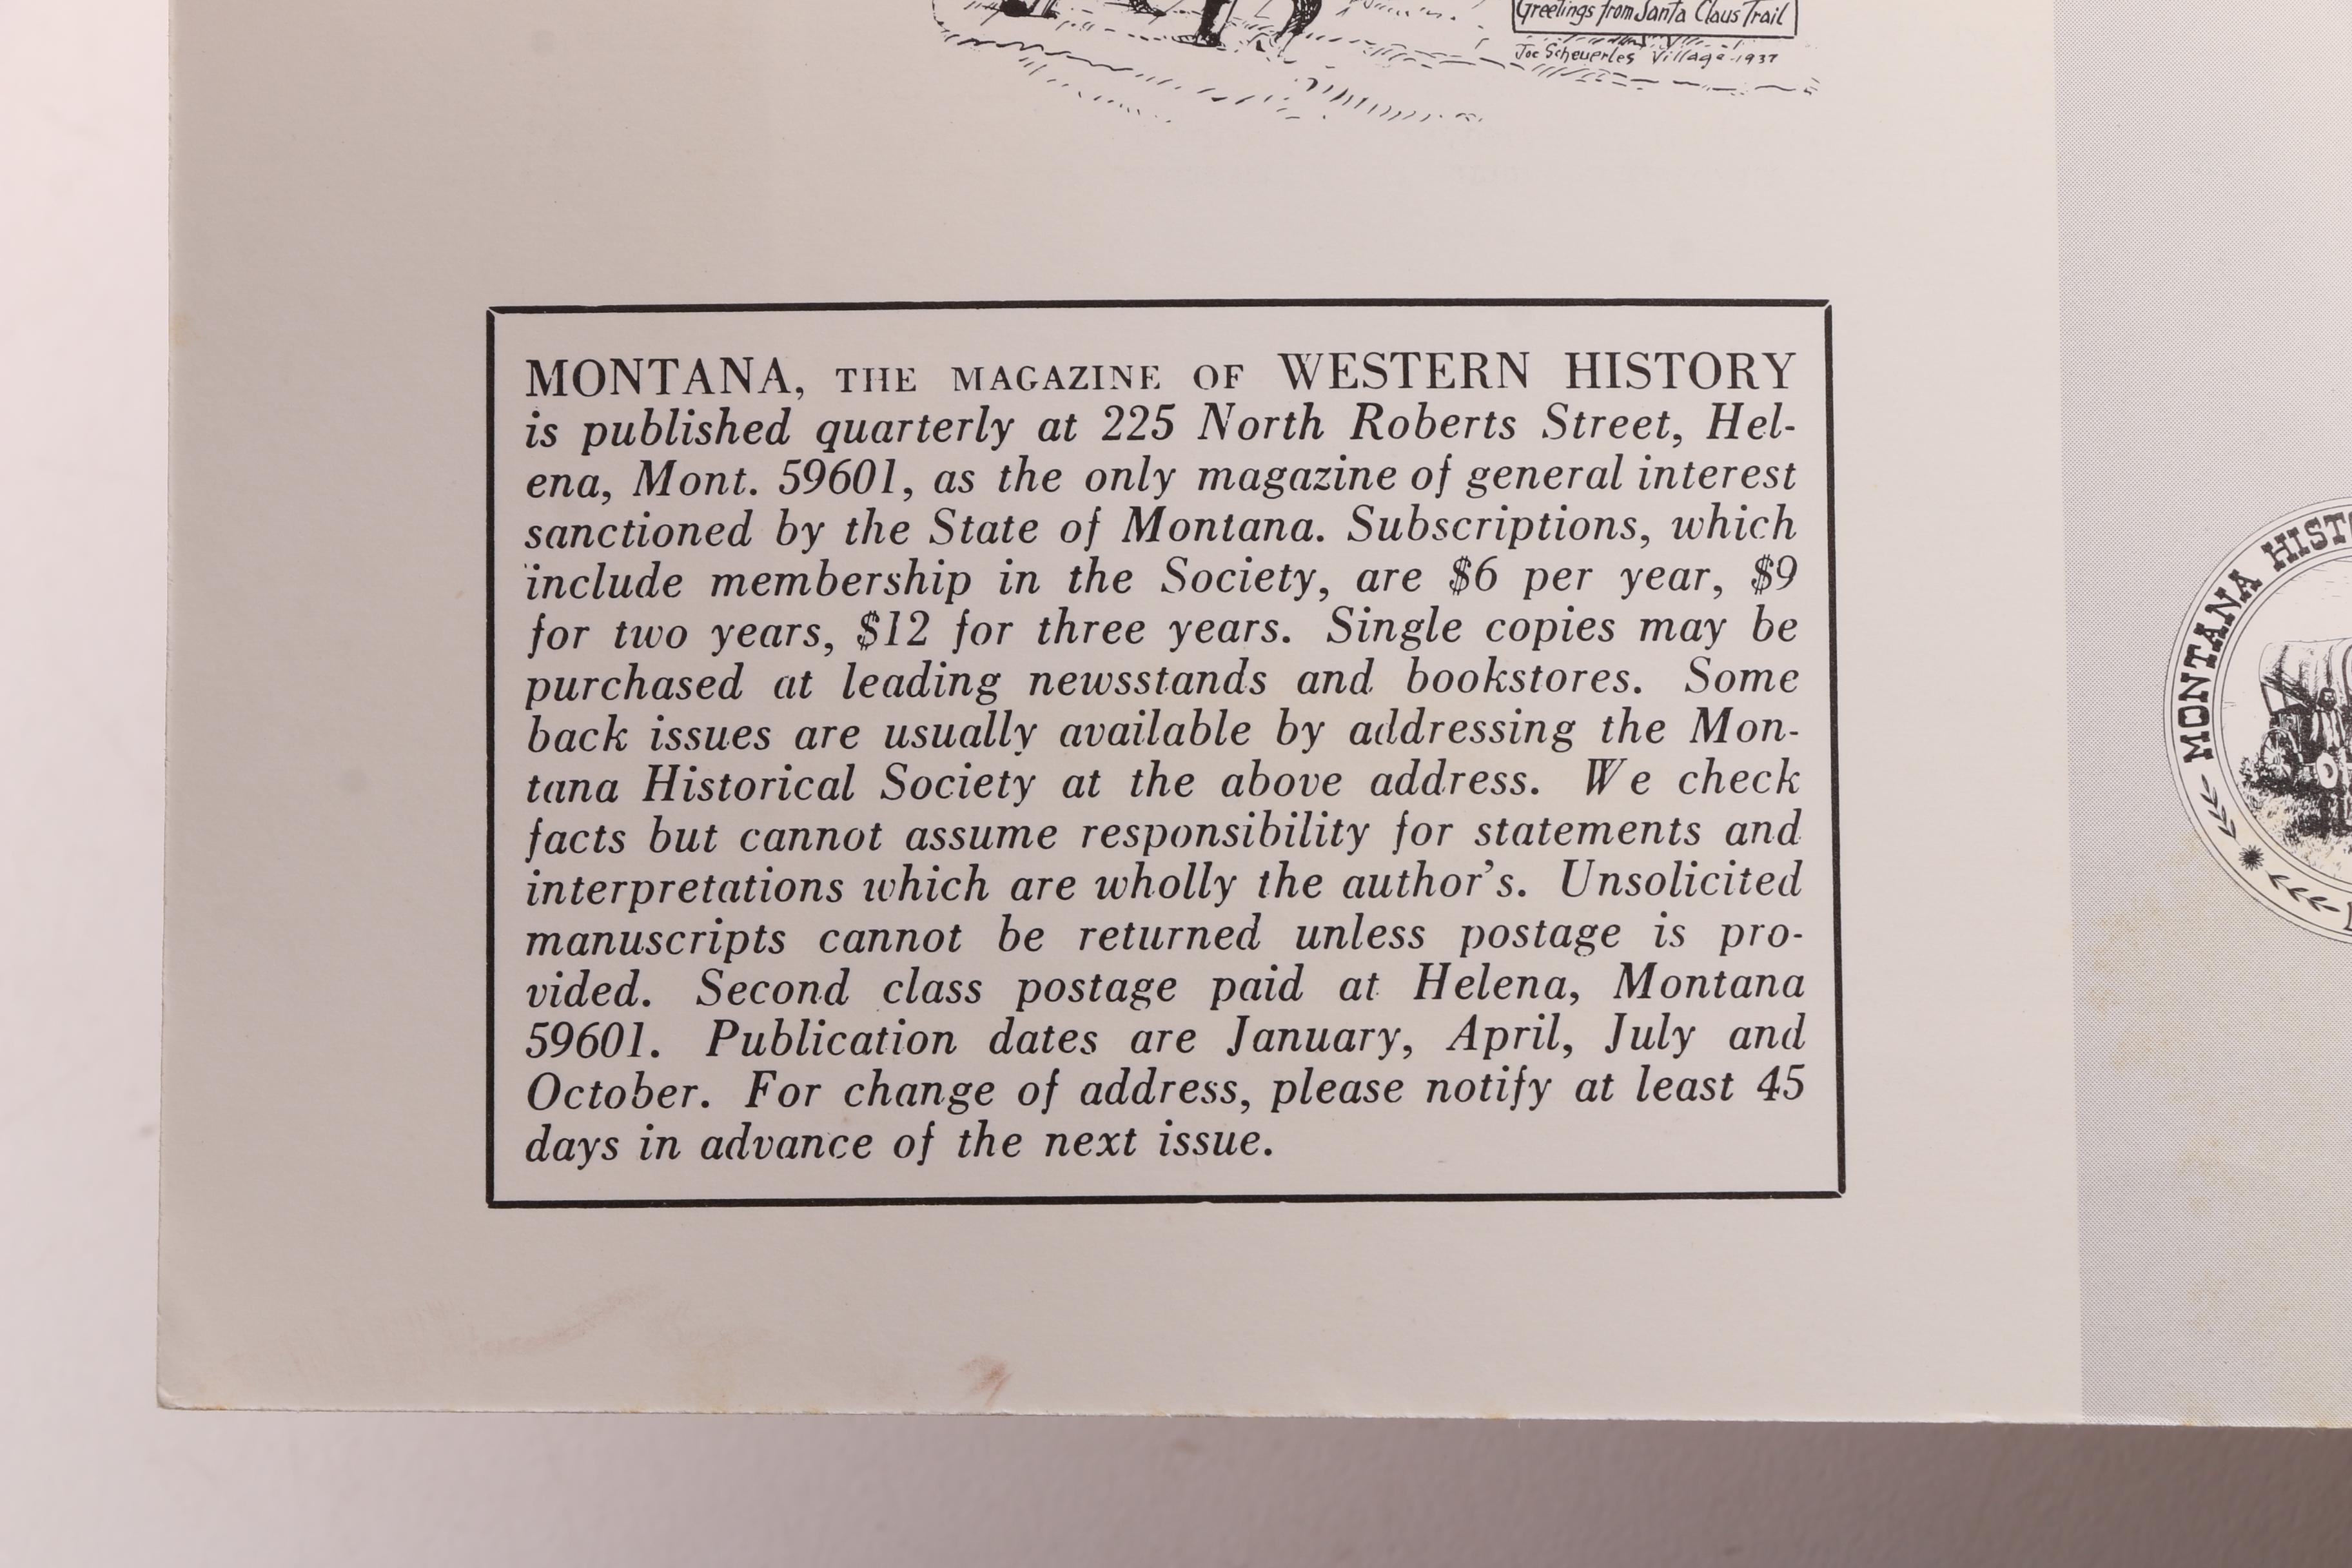 Greetings from Santa Claus Trail
Joe Scheuerles Village-1937
MONTANA, THE MAGAZINE OF WESTERN HISTORY
is published quarterly at 225 North Roberts Street, Hel-
ena, Mont. 59601, as the only magazine of general interest
sanctioned by the State of Montana. Subscriptions, which
include membership in the Society, are $6 per year, $9
for two years, $12 for three years. Single copies may be
purchased at leading newsstands and bookstores. Some
back issues are usually available by addressing the Mon-
tana Historical Society at the above address. We check
facts but cannot assume responsibility for statements and
interpretations which are wholly the author's. Unsolicited
manuscripts cannot be returned unless postage is pro-
vided. Second class postage paid at Helena, Montana
59601. Publication dates are January, April, July and
October. For change of address, please notify at least 45
days in advance of the next issue.
MONTANA HIST